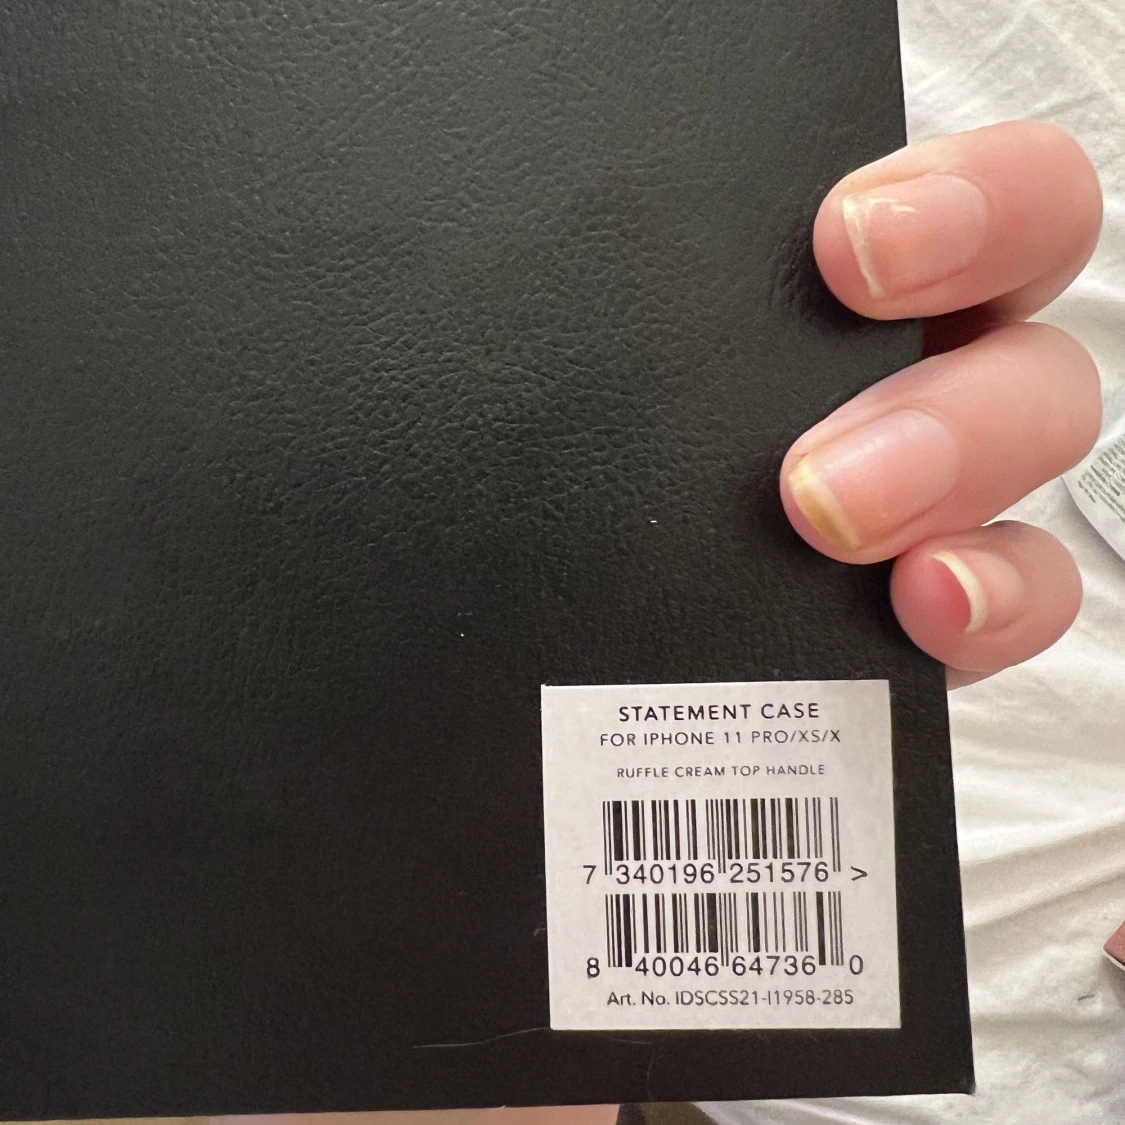 STATEMENT CASE
FOR IPHONE 11 PRO/XS/X
RUFFLE CREAM TOP HANDLE
7 340196 251576 >
8 40046 64736 0
Art. No. IDSCSS21-I1958-285